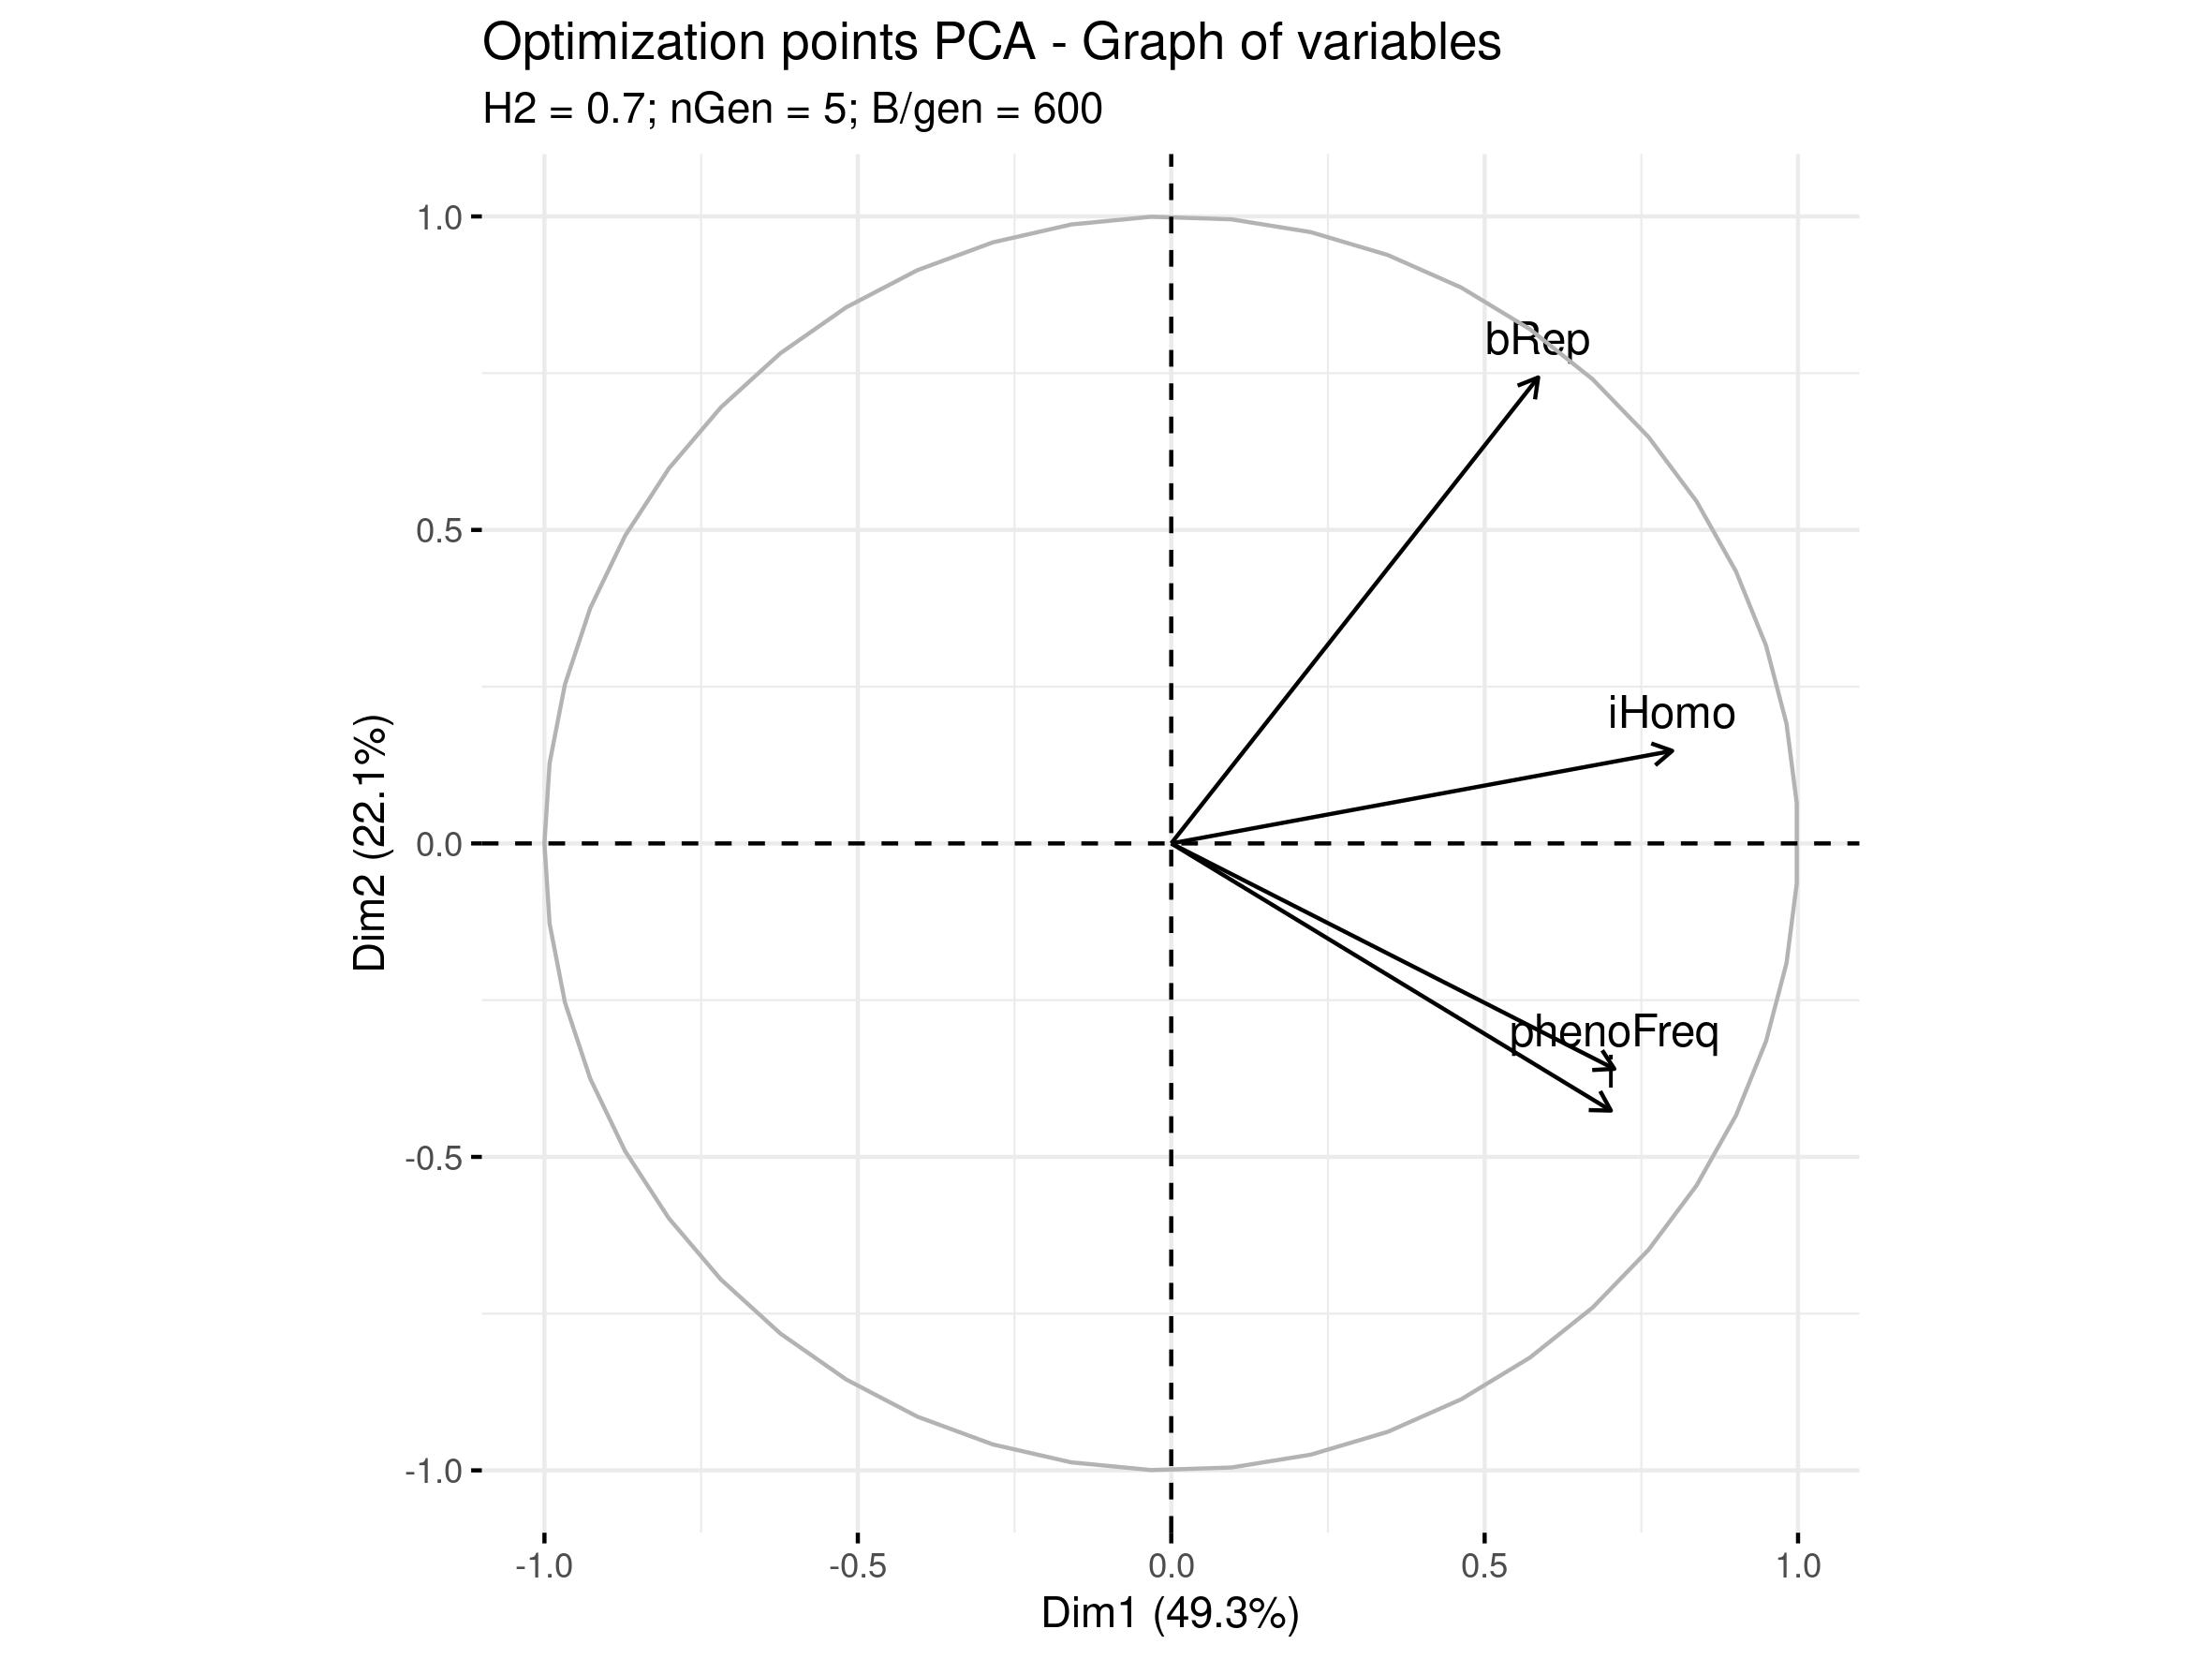 Optimization points PCA - Graph of variables
H2 = 0.7; nGen = 5; B/gen = 600
1.0
0.5
0.0
-0.5
-1.0
Dim2 (22.1%)
bRep
iHomo
phenoFreq
i
-1.0
-0.5
0.0
0.5
1.0
Dim1 (49.3%)